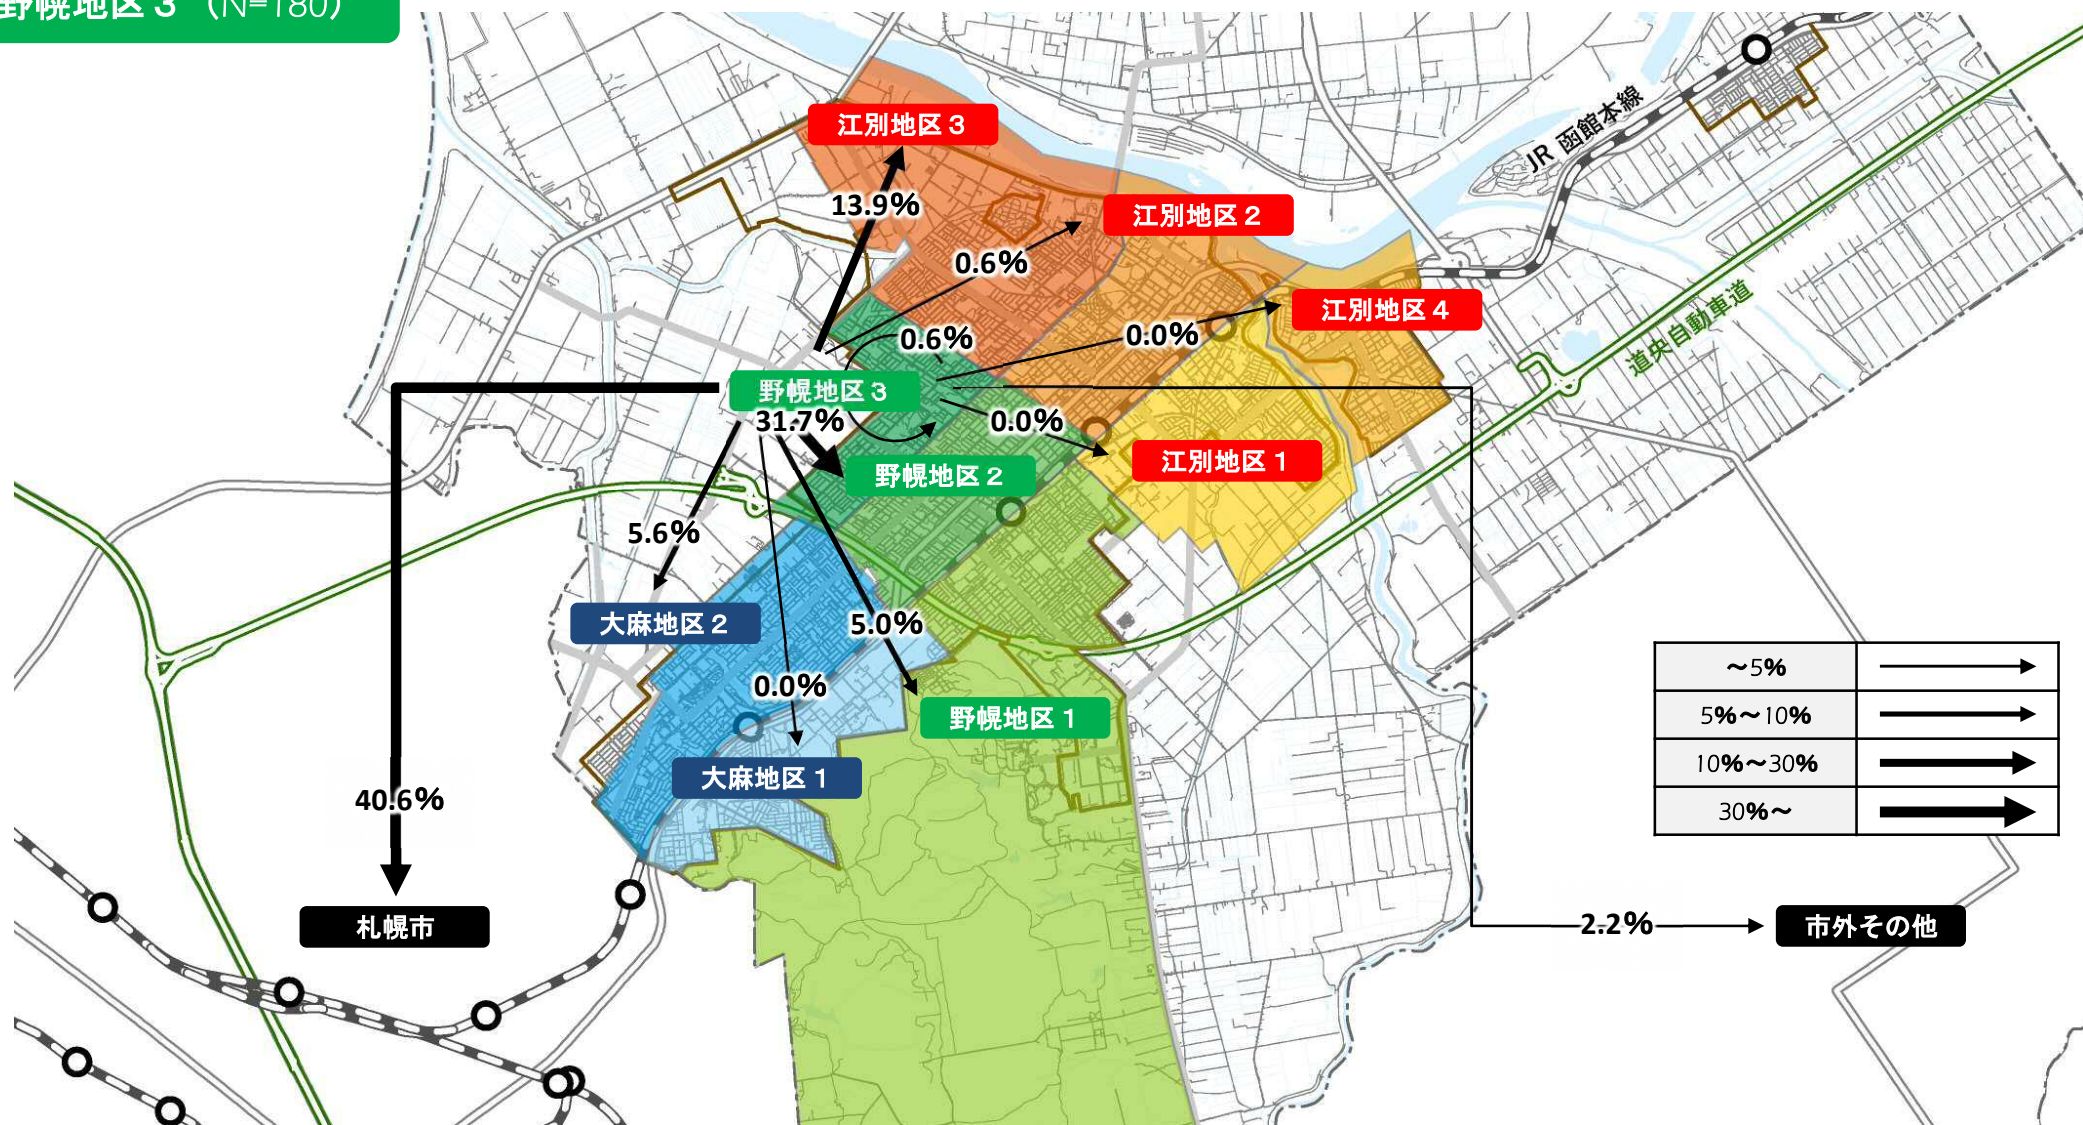 野幌地区３（N=180）
江別地区３
13.9%
江別地区２
0.6%
江別地区４
0.0%
0.6%
野幌地区３
31.7%
0.0%
江別地区１
野幌地区２
5.6%
大麻地区２
5.0%
0.0%
野幌地区１
大麻地区１
40.6%
札幌市
2.2%
市外その他
JR 函館本線
道央自動車道
～5%
5%～10%
10%～30%
30%～